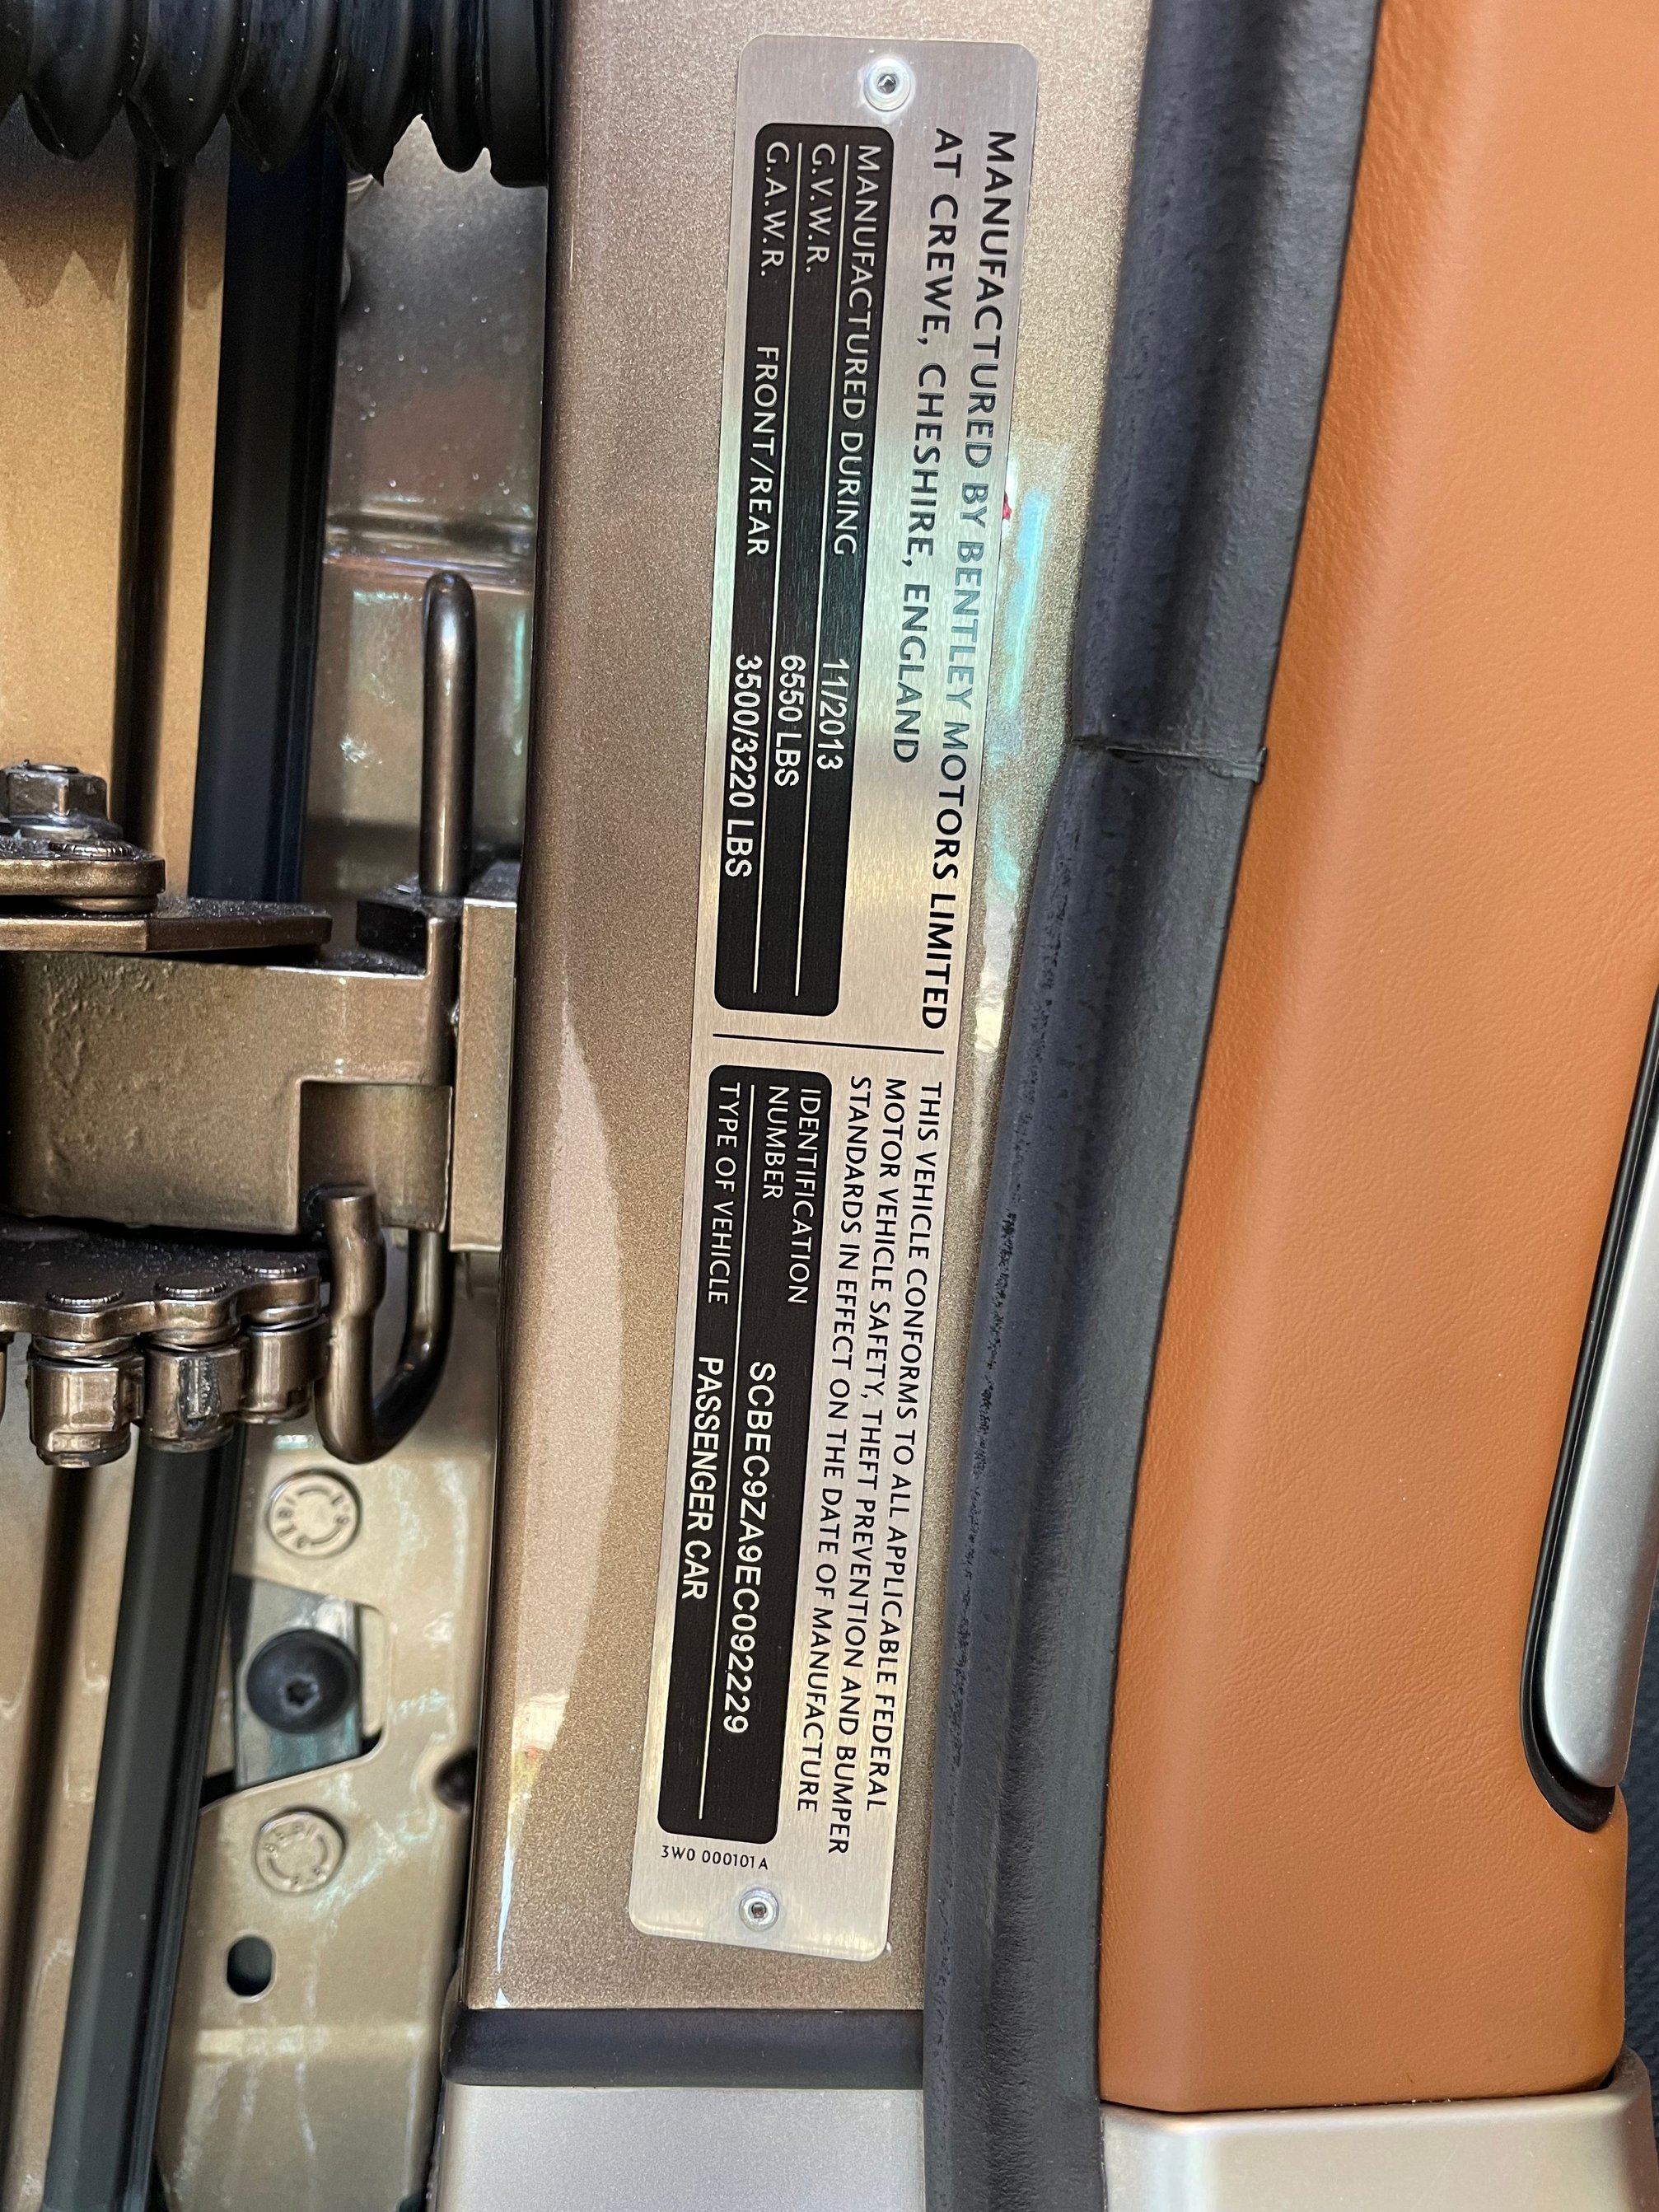 MANUFACTURED BY BENTLEY MOTORS LIMITED
AT CREWE, CHESHIRE, ENGLAND
MANUFACTURED DURING 11/2013
G.V.W.R. 6550 LBS
G.A.W.R. FRONT/REAR 3500/3220 LBS
THIS VEHICLE CONFORMS TO ALL APPLICABLE FEDERAL
MOTOR VEHICLE SAFETY, THEFT PREVENTION AND BUMPER
STANDARDS IN EFFECT ON THE DATE OF MANUFACTURE
IDENTIFICATION
NUMBER SCBEC9ZA9EC092229
TYPE OF VEHICLE PASSENGER CAR
3W0 000101 A